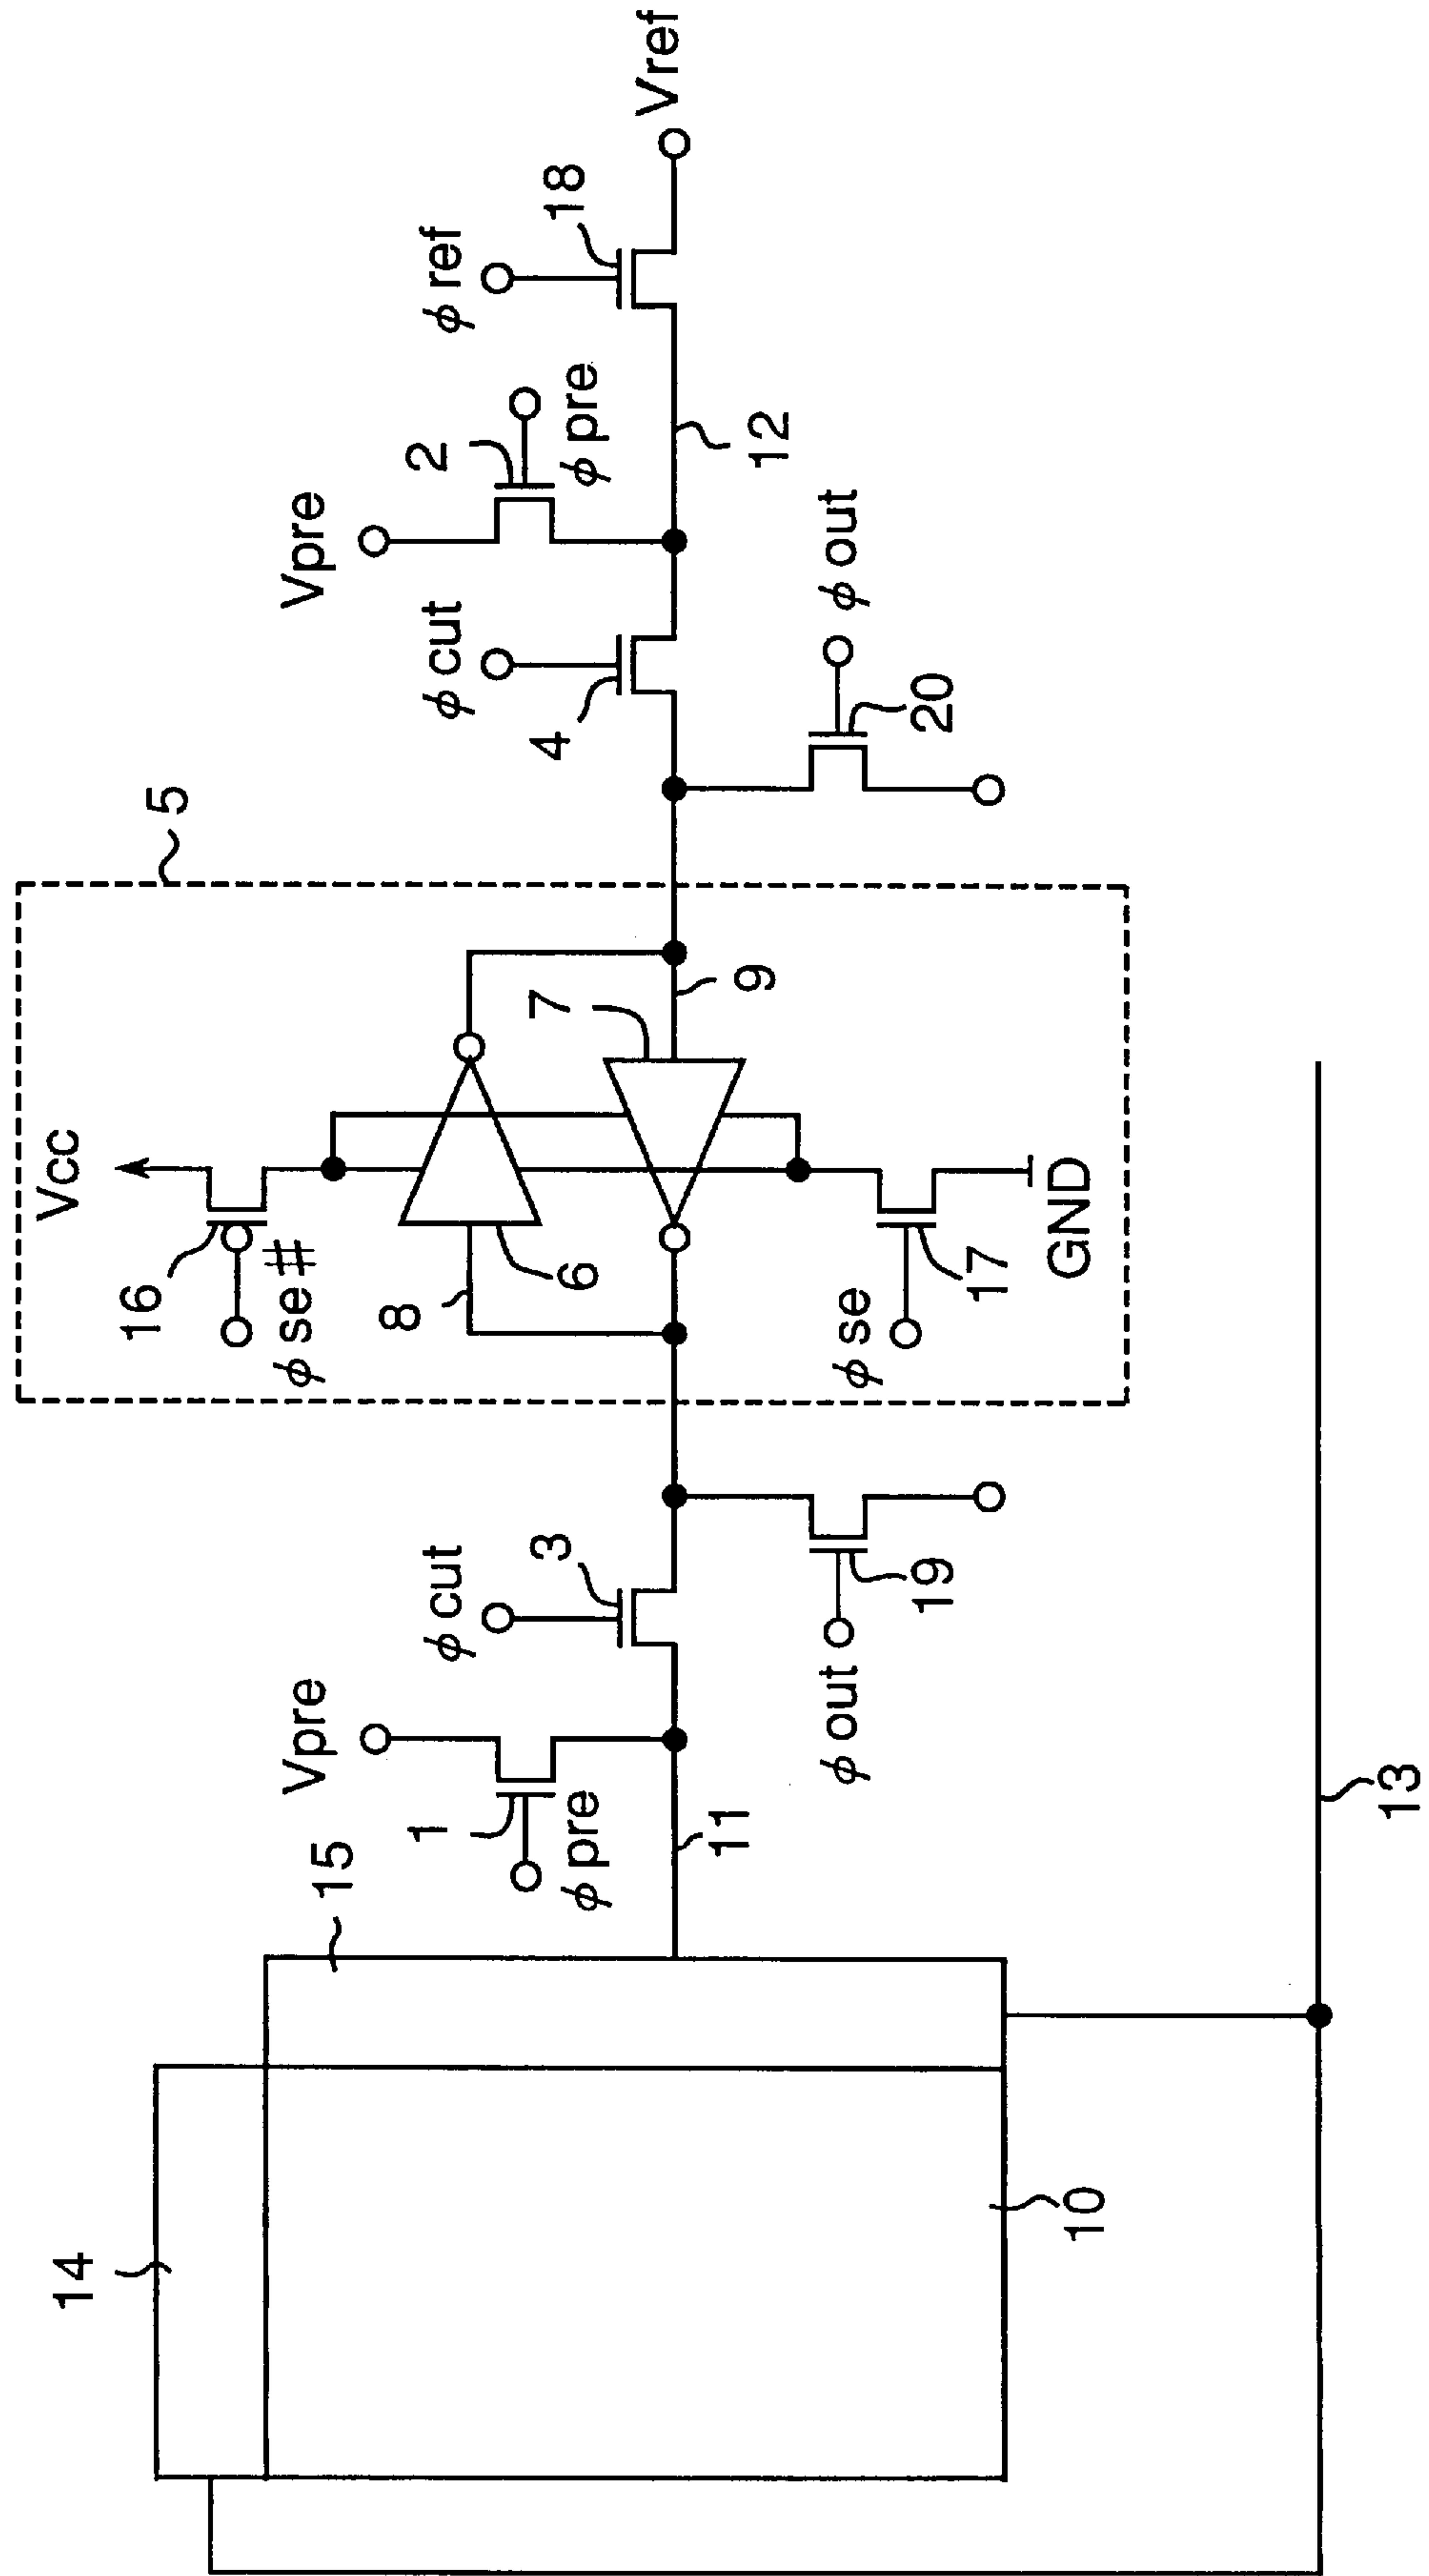 Vcc
16
φ se #
8
6
7
9
φ se
17
GND
5
14
15
10
13
Vpre
1
φ pre
11
φ cut
3
φ out
19
φ cut
4
Vpre
2
φ pre
12
φ ref
18
Vref
φ out
20